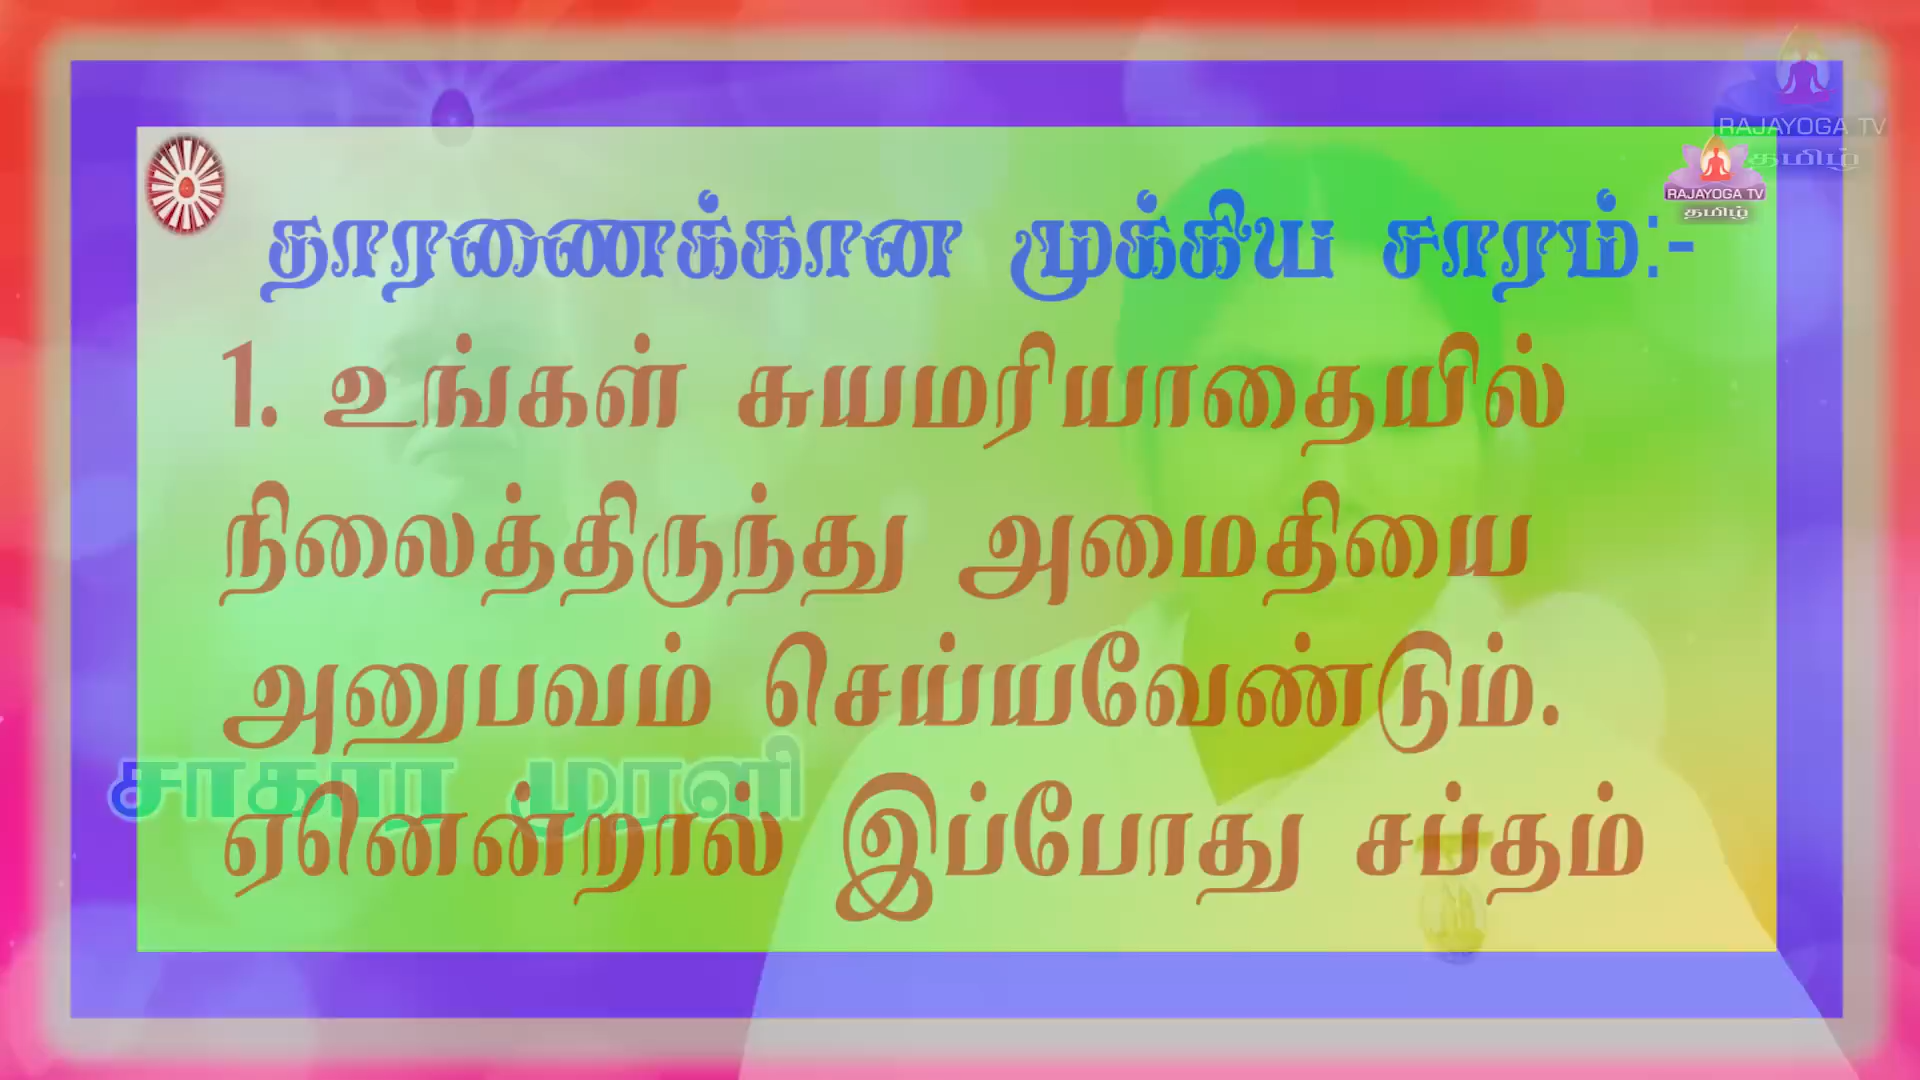 RAJAYOGA TV
தமிழ்
RAJAYOGA TV
தமிழ்
தாரணைக்கான முக்கிய சாரம்:-
1. உங்கள் சுயமரியாதையில்
நிலைத்திருந்து அமைதியை
அனுபவம் செய்யவேண்டும்.
சாகார முரளி
ஏனென்றால் இப்போது சப்தம்